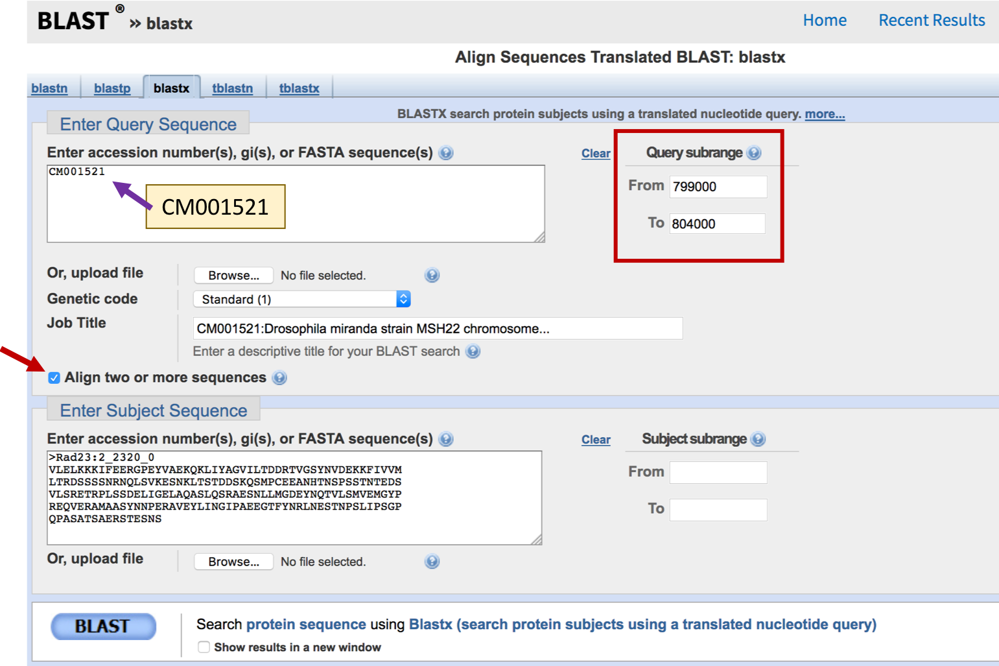 BLAST ® » blastx
Home Recent Results
Align Sequences Translated BLAST: blastx
blastn blastp blastx tblastn tblastx
BLASTX search protein subjects using a translated nucleotide query. more...
Enter Query Sequence
Enter accession number(s), gi(s), or FASTA sequence(s)
Clear
Query subrange
CM001521
CM001521
From 799000
To 804000
Or, upload file
Browse... No file selected.
Genetic code
Standard (1)
Job Title
CM001521:Drosophila miranda strain MSH22 chromosome...
Enter a descriptive title for your BLAST search
Align two or more sequences
Enter Subject Sequence
Enter accession number(s), gi(s), or FASTA sequence(s)
Clear
Subject subrange
>Rad23:2_2320_0
VLELKKKIFEERGPEYVAEKQKLIYAGVILTDDRTVGSYNVDEKKFIVVM
LTRDSSSSNRNQLSVKESNKLTSTDDSKQSMPCEEANHTNSPSSTNTEDS
VLSRETRPLSSDELIGELAQASLQSRAESNLLMGDEYNQTVLSMVEMGYP
REQVERAMAASYNNPERAVEYLINGIPAEEGTFYNRLNESTNPSLIPSGP
QPASATSAERSTESNS
From
To
Or, upload file
Browse... No file selected.
BLAST
Search protein sequence using Blastx (search protein subjects using a translated nucleotide query)
Show results in a new window